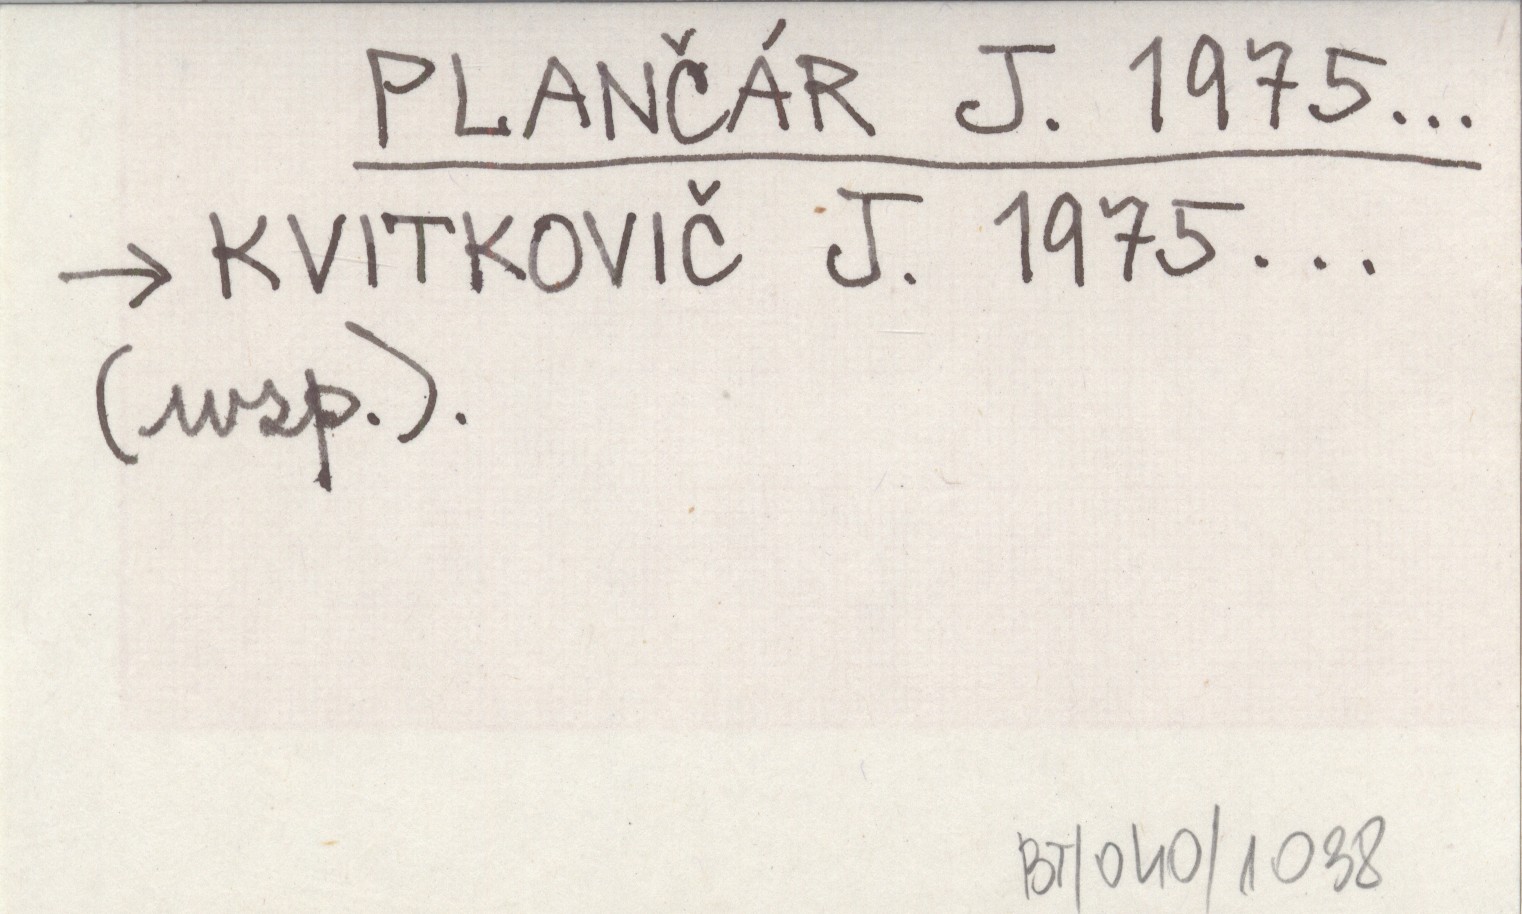 PLANČÁR J. 1975...
→ KVITKOVIČ J. 1975...
(wsp.).
BT/040/1038